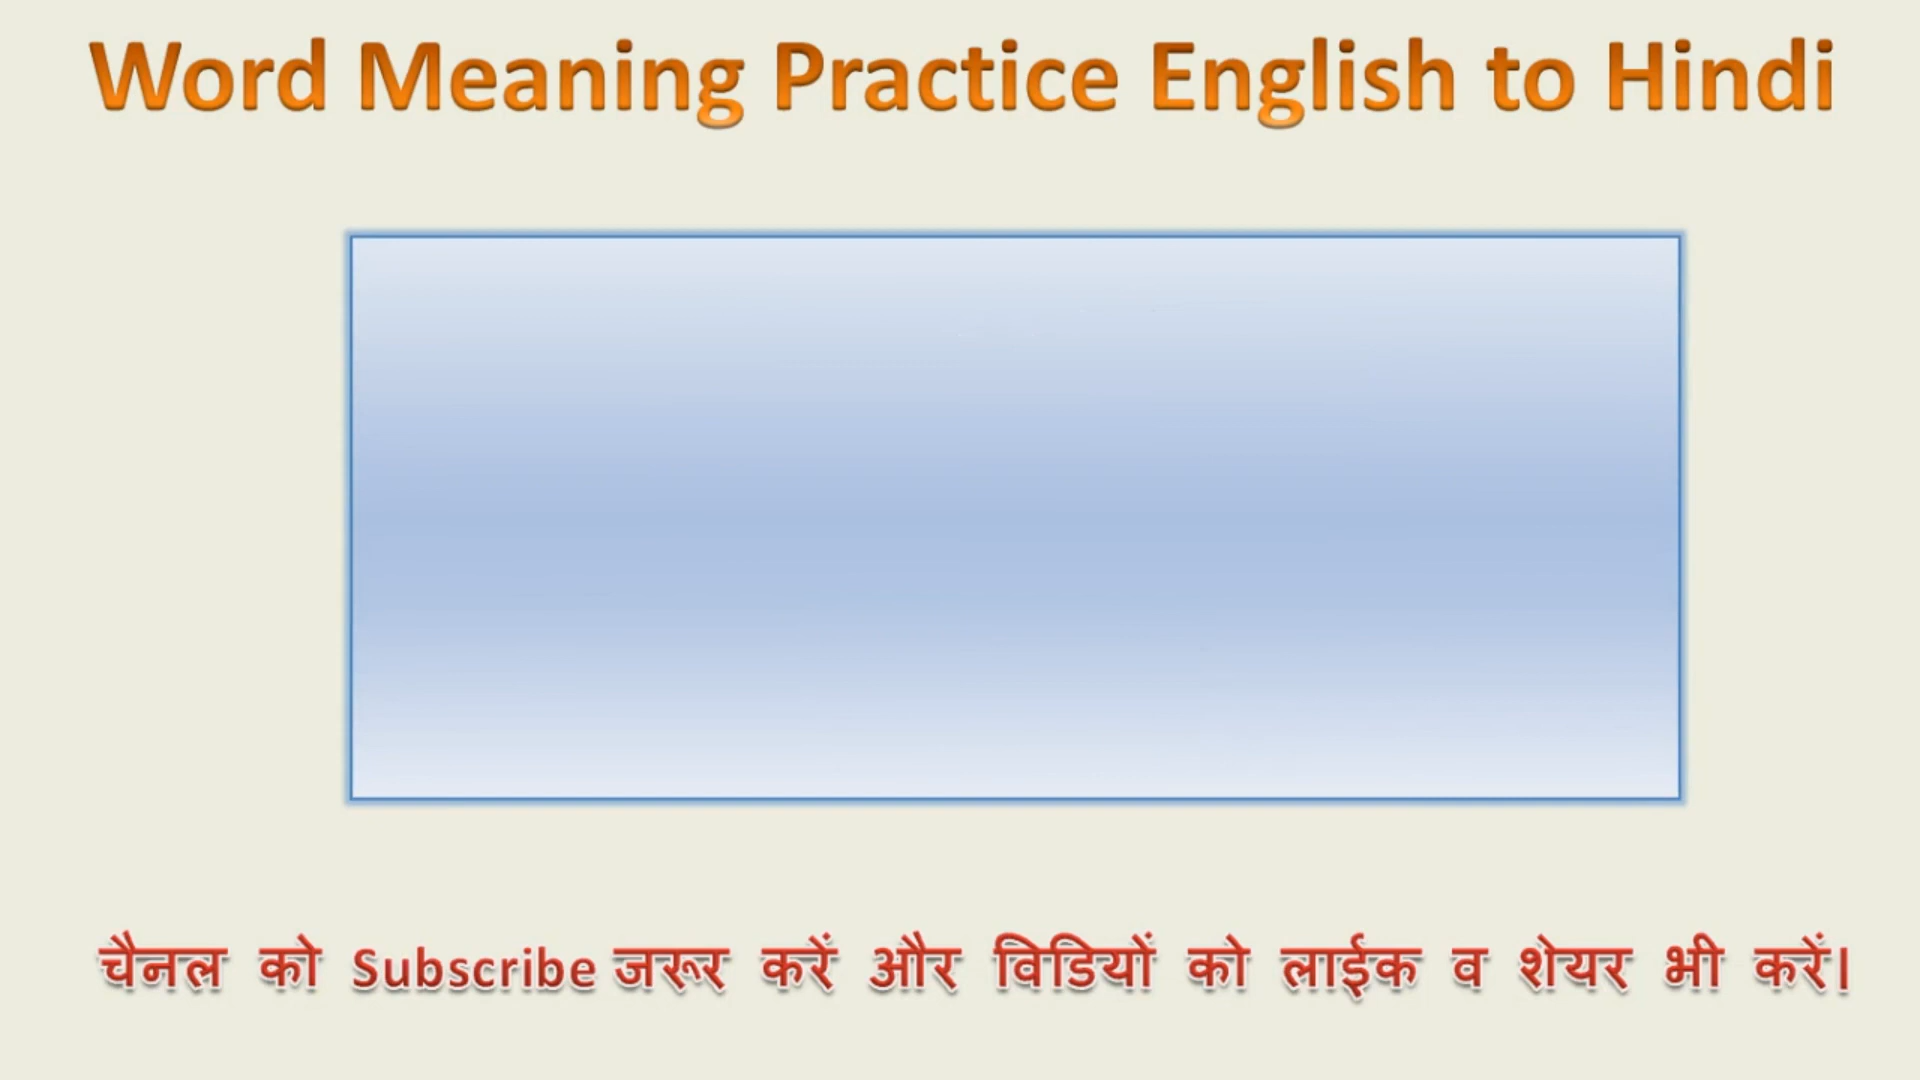 Word Meaning Practice English to Hindi
चैनल को Subscribe जरूर करें और विडियों को लाईक व शेयर भी करें।